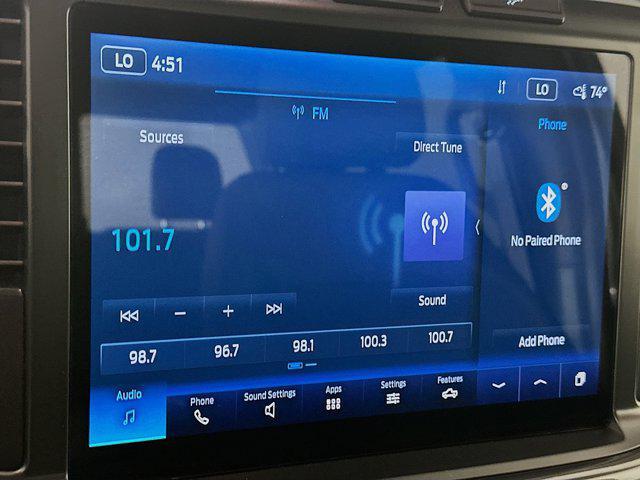 LO 4:51 LO 74°
FM
Phone
Sources Direct Tune
101.7
No Paired Phone
Sound
98.7 96.7 98.1 100.3 100.7
Add Phone
Audio Phone Sound Settings Apps Settings Features